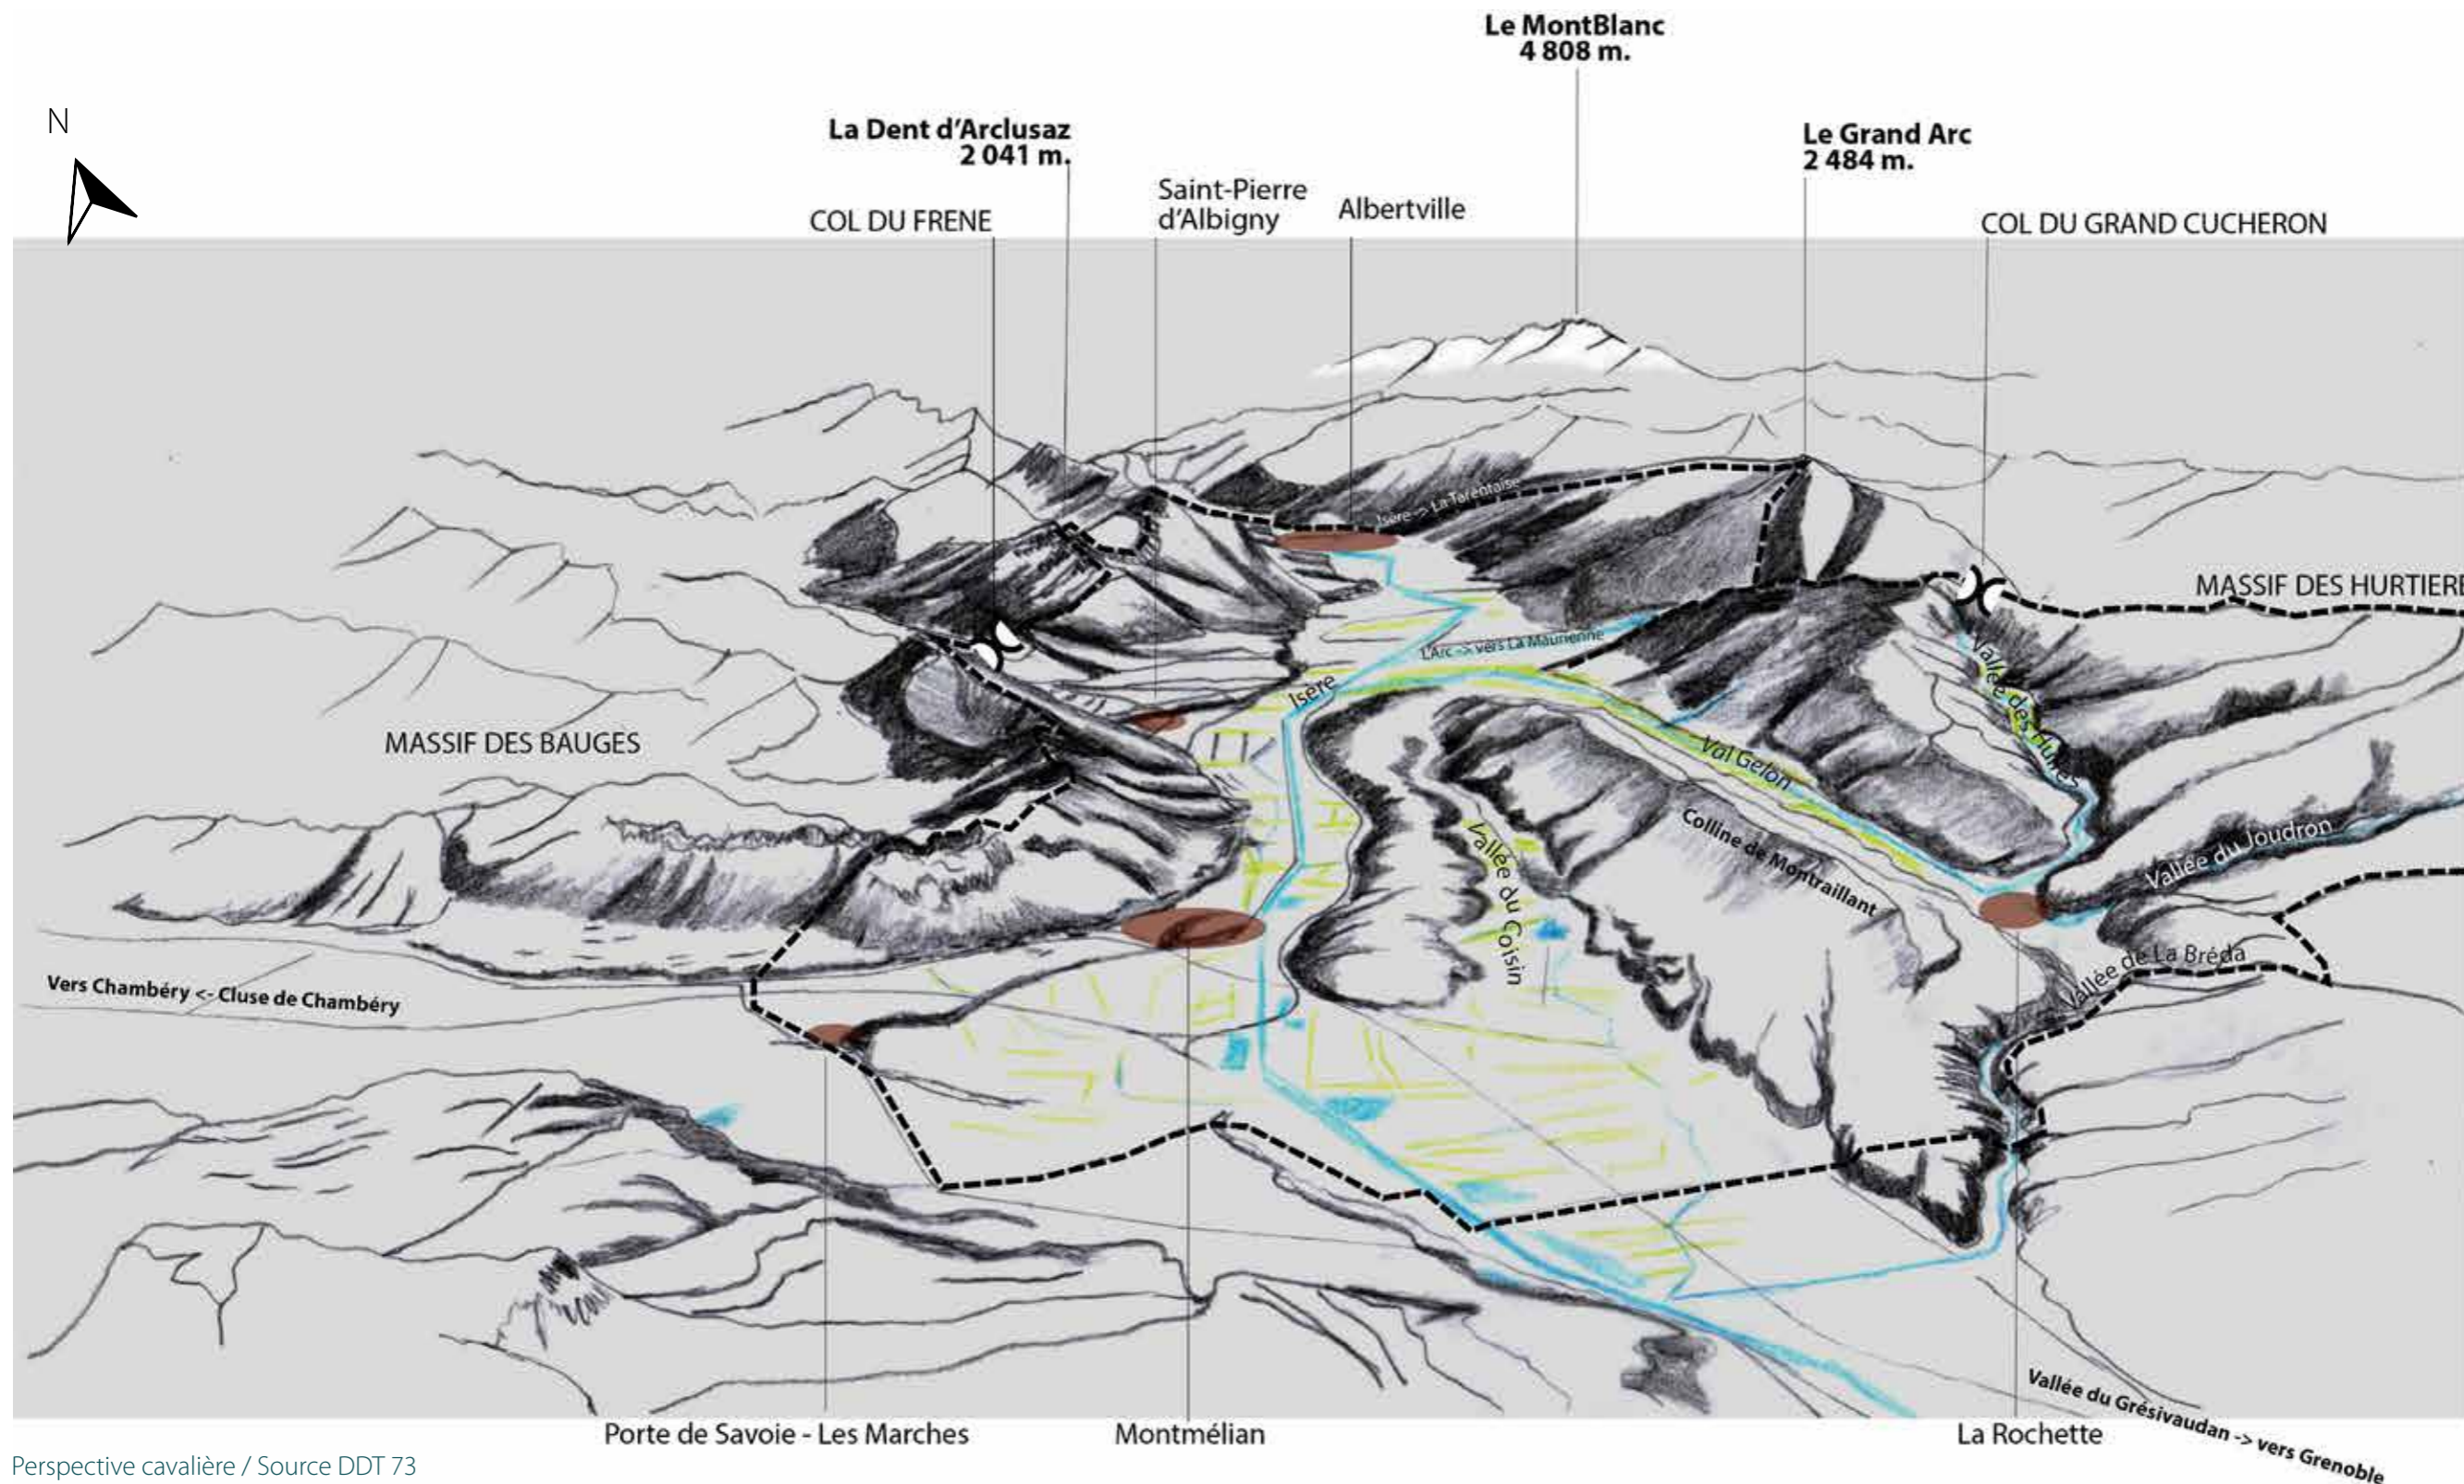 Le MontBlanc
4 808 m.
N
La Dent d'Arclusaz
2 041 m.
Le Grand Arc
2 484 m.
Saint-Pierre
d'Albigny
Albertville
COL DU FRENE
COL DU GRAND CUCHERON
Isère -> La Tarentaise
MASSIF DES HURTIERE
L'Arc -> vers La Maurienne
Isère
Vallée des Huiles
MASSIF DES BAUGES
Val Gelon
Colline de Montraillant
Vallée du Coisin
Vallée du Joudron
Vallée de La Bréda
Vers Chambéry <- Cluse de Chambéry
Vallée du Grésivaudan -> vers Grenoble
Porte de Savoie - Les Marches
Montmélian
La Rochette
Perspective cavalière / Source DDT 73